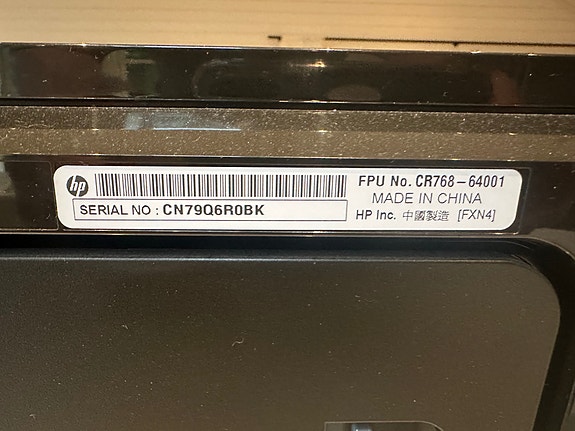 hp
SERIAL NO : CN79Q6R0BK
FPU No. CR768-64001
MADE IN CHINA
HP Inc. 中國製造 [FXN4]